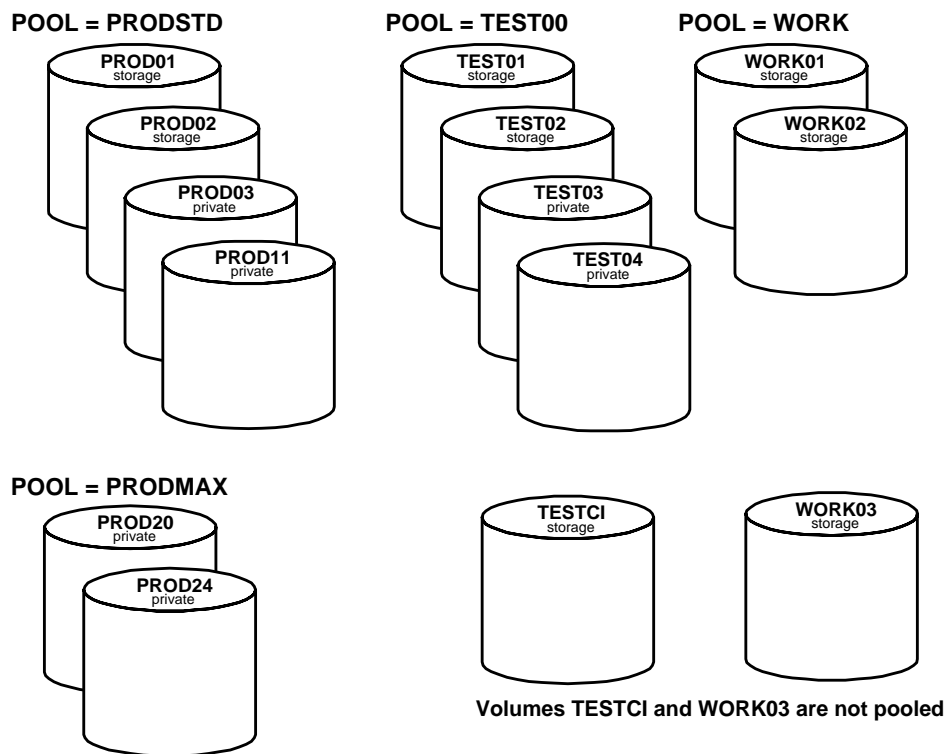 POOL = PRODSTD
PROD01
storage
PROD02
storage
PROD03
private
PROD11
private
POOL = TEST00
TEST01
storage
TEST02
storage
TEST03
private
TEST04
private
POOL = WORK
WORK01
storage
WORK02
storage
POOL = PRODMAX
PROD20
private
PROD24
private
TESTCI
storage
WORK03
storage
Volumes TESTCI and WORK03 are not pooled